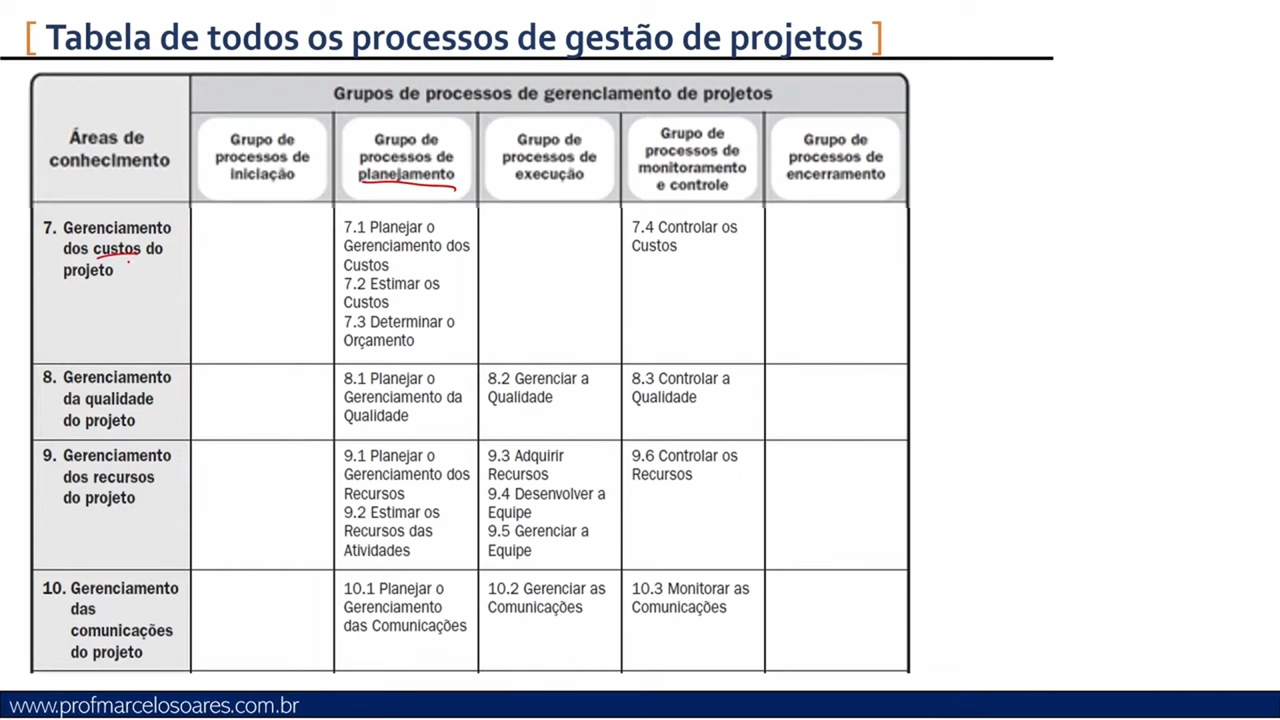 [ Tabela de todos os processos de gestão de projetos ]
Grupos de processos de gerenciamento de projetos
Áreas de
conhecimento
Grupo de
processos de
iniciação
Grupo de
processos de
planejamento
Grupo de
processos de
execução
Grupo de
processos de
monitoramento
e controle
Grupo de
processos de
encerramento
7. Gerenciamento
dos custos do
projeto
7.1 Planejar o
Gerenciamento dos
Custos
7.2 Estimar os
Custos
7.3 Determinar o
Orçamento
7.4 Controlar os
Custos
8. Gerenciamento
da qualidade
do projeto
8.1 Planejar o
Gerenciamento da
Qualidade
8.2 Gerenciar a
Qualidade
8.3 Controlar a
Qualidade
9. Gerenciamento
dos recursos
do projeto
9.1 Planejar o
Gerenciamento dos
Recursos
9.2 Estimar os
Recursos das
Atividades
9.3 Adquirir
Recursos
9.4 Desenvolver a
Equipe
9.5 Gerenciar a
Equipe
9.6 Controlar os
Recursos
10. Gerenciamento
das
comunicações
do projeto
10.1 Planejar o
Gerenciamento
das Comunicações
10.2 Gerenciar as
Comunicações
10.3 Monitorar as
Comunicações
www.profmarcelosoares.com.br